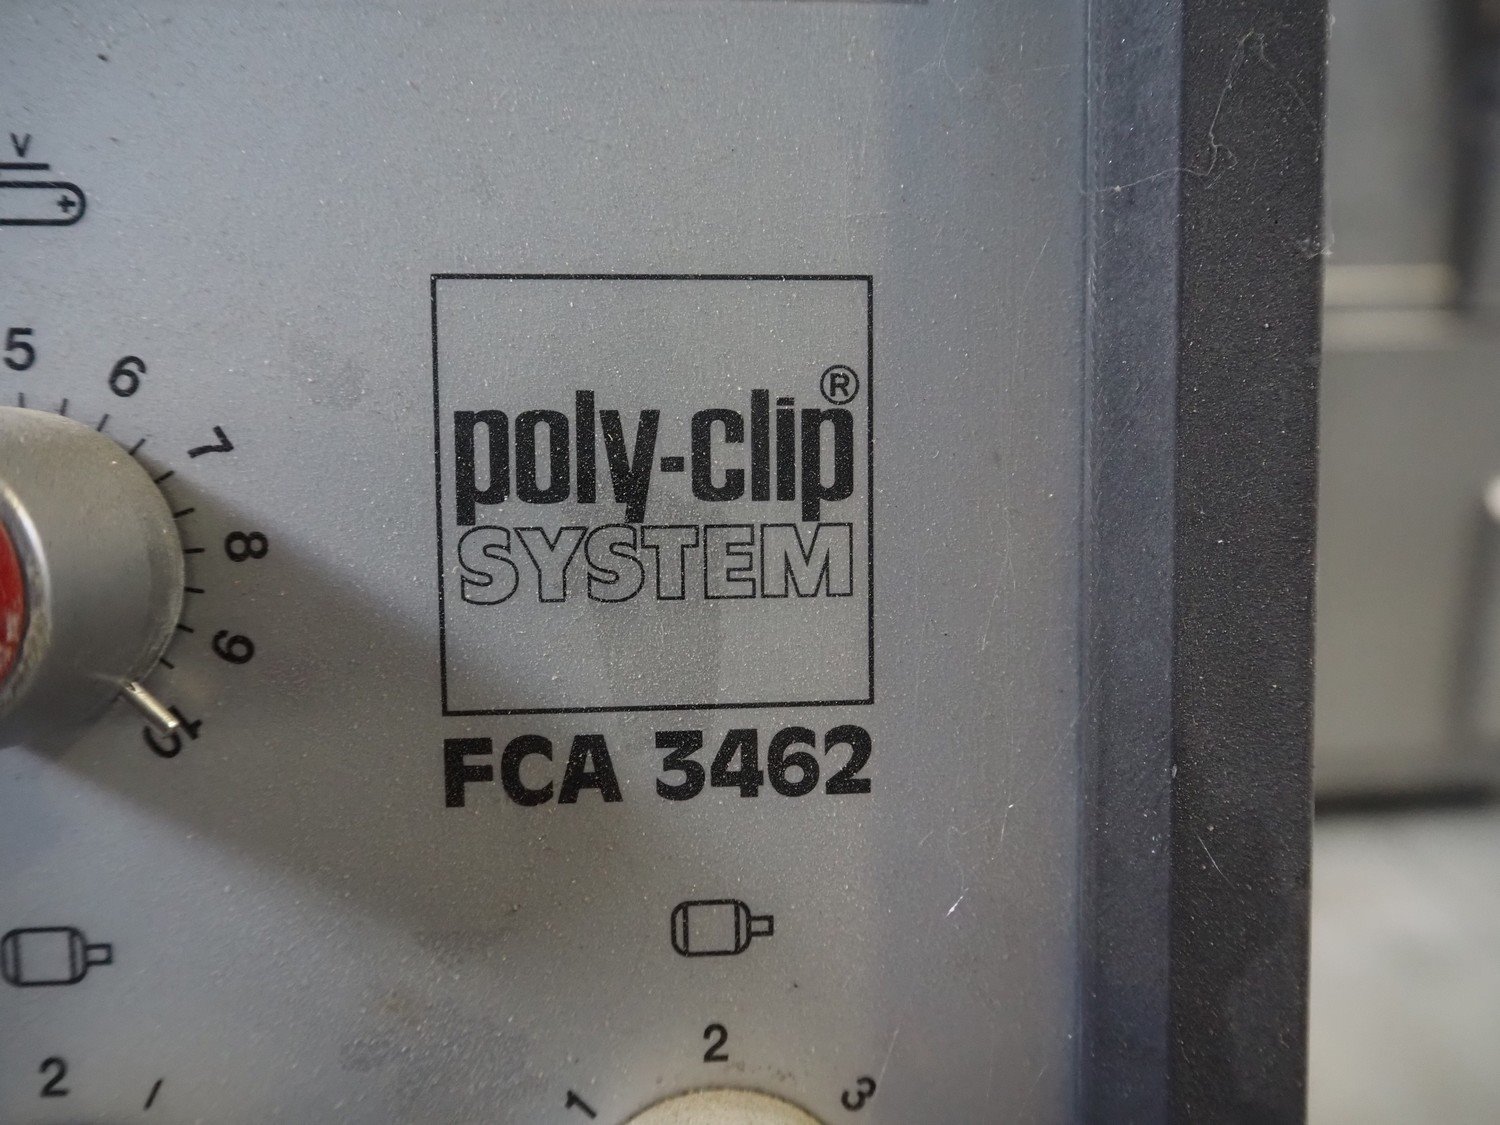 V
+
5 6 7 8 9 10
poly-clip®
SYSTEM
FCA 3462
2
1 2 3